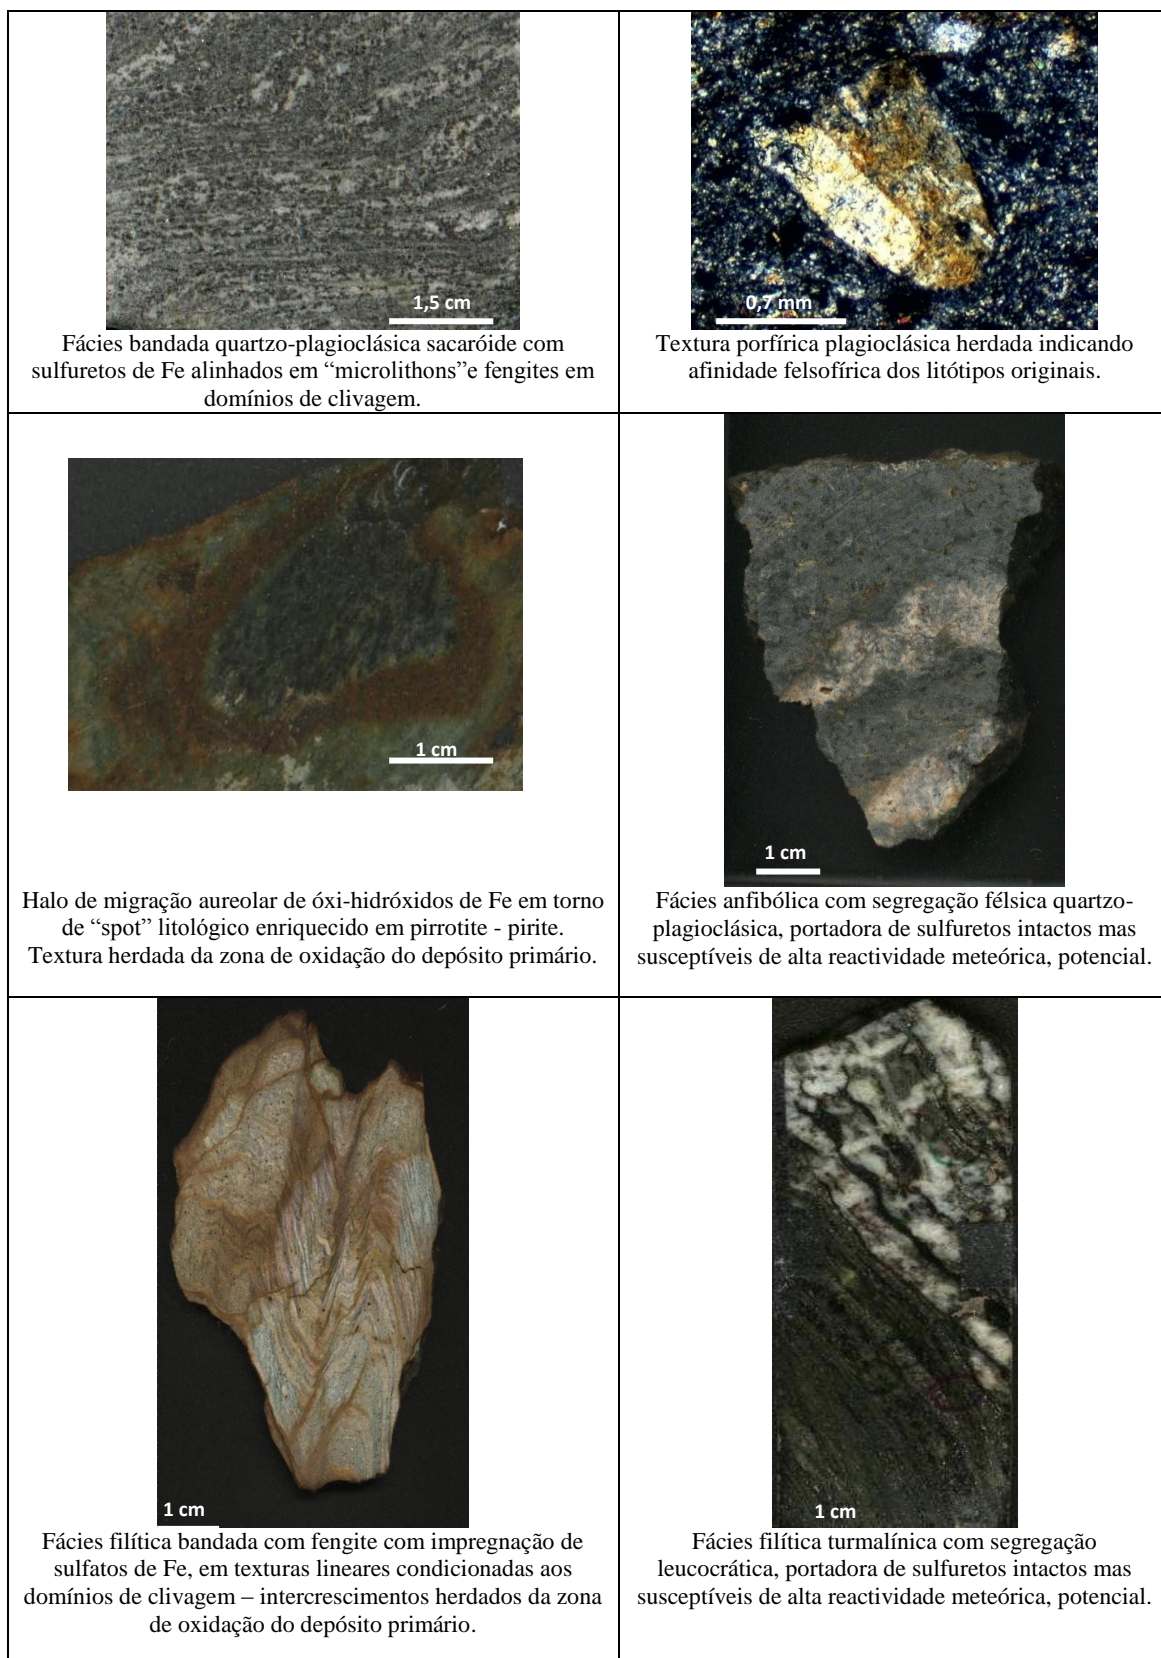 1,5 cm
Fácies bandada quartzo-plagioclásica sacaróide com
sulfuretos de Fe alinhados em “microlithons”e fengites em
domínios de clivagem.
0,7 mm
Textura porfírica plagioclásica herdada indicando
afinidade felsofírica dos litótipos originais.
1 cm
Halo de migração aureolar de óxi-hidróxidos de Fe em torno
de “spot” litológico enriquecido em pirrotite - pirite.
Textura herdada da zona de oxidação do depósito primário.
1 cm
Fácies anfibólica com segregação félsica quartzo-
plagioclásica, portadora de sulfuretos intactos mas
susceptíveis de alta reactividade meteórica, potencial.
1 cm
Fácies filítica bandada com fengite com impregnação de
sulfatos de Fe, em texturas lineares condicionadas aos
domínios de clivagem – intercrescimentos herdados da zona
de oxidação do depósito primário.
1 cm
Fácies filítica turmalínica com segregação
leucocrática, portadora de sulfuretos intactos mas
susceptíveis de alta reactividade meteórica, potencial.